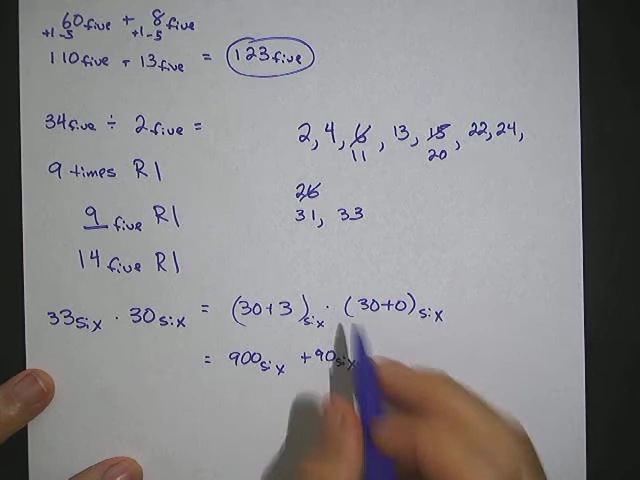 60five + 8five
+1 -5 +1 -5
110five + 13five = 123five
34five ÷ 2five = 2, 4, 6, 13, 15, 22, 24,
11 20
9 times R1 26
31, 33
9 five R1
14 five R1
33six · 30six = (30+3)six · (30+0)six
= 900six + 90six